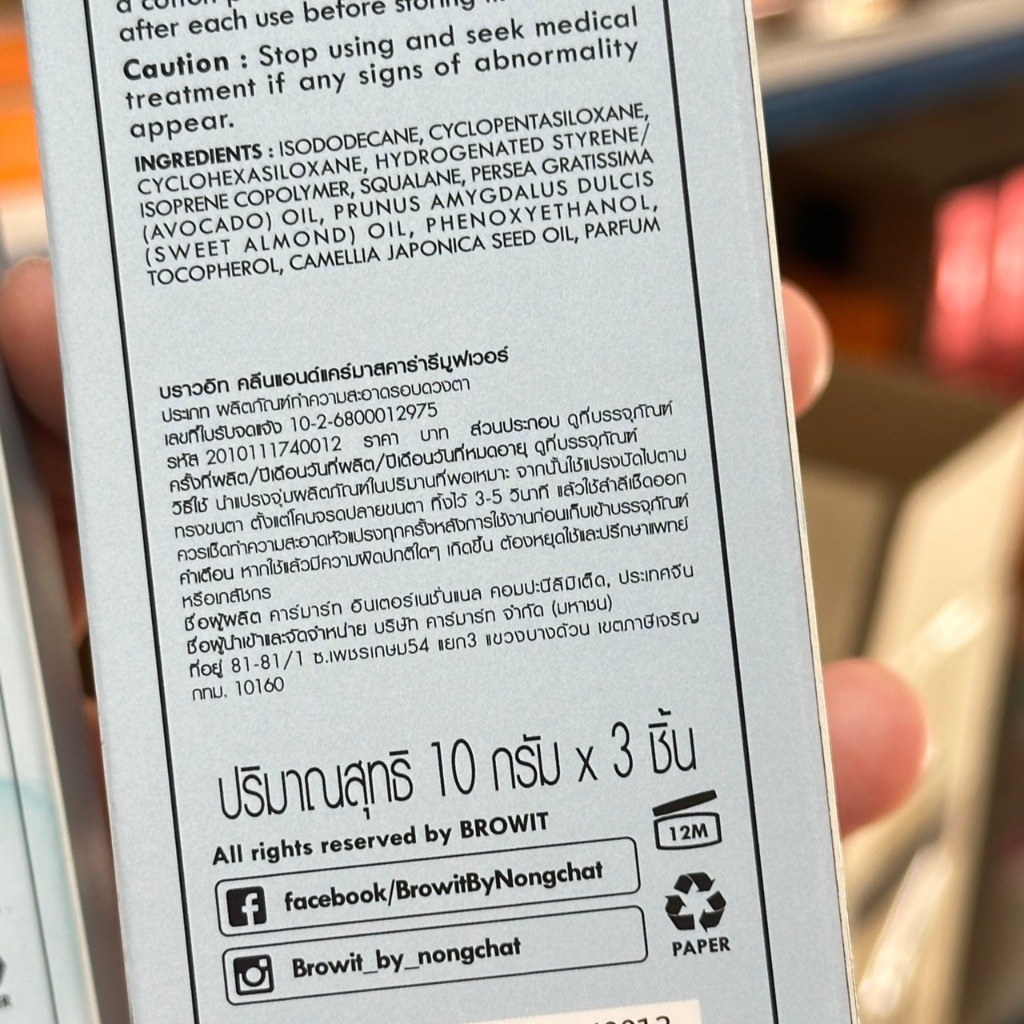 after each use before storing
Caution : Stop using and seek medical
treatment if any signs of abnormality
appear.
INGREDIENTS : ISODODECANE, CYCLOPENTASILOXANE,
CYCLOHEXASILOXANE, HYDROGENATED STYRENE/
ISOPRENE COPOLYMER, SQUALANE, PERSEA GRATISSIMA
(AVOCADO) OIL, PRUNUS AMYGDALUS DULCIS
(SWEET ALMOND) OIL, PHENOXYETHANOL,
TOCOPHEROL, CAMELLIA JAPONICA SEED OIL, PARFUM
บราวอิท คลีนแอนด์แคร์มาสคาร่ารีมูฟเวอร์
ประเภท ผลิตภัณฑ์ทำความสะอาดรอบดวงตา
เลขที่ใบรับจดแจ้ง 10-2-6800012975
รหัส 2010111740012 ราคา บาท ส่วนประกอบ ดูที่บรรจุภัณฑ์
ครั้งที่ผลิต/ปีเดือนวันที่ผลิต/ปีเดือนวันที่หมดอายุ ดูที่บรรจุภัณฑ์
วิธีใช้ นำแปรงจุ่มผลิตภัณฑ์ในปริมาณที่พอเหมาะ จากนั้นใช้แปรงปัดไปตาม
ทรงขนตา ตั้งแต่โคนจรดปลายขนตา ทิ้งไว้ 3-5 วินาที แล้วใช้สำลีเช็ดออก
ควรเช็ดทำความสะอาดหัวแปรงทุกครั้งหลังการใช้งานก่อนเก็บเข้าบรรจุภัณฑ์
คำเตือน หากใช้แล้วมีความผิดปกติใดๆ เกิดขึ้น ต้องหยุดใช้และปรึกษาแพทย์
หรือเภสัชกร
ชื่อผู้ผลิต คาร์มาร์ท อินเตอร์เนชั่นแนล คอมปะนีลิมิเต็ด, ประเทศจีน
ชื่อผู้นำเข้าและจัดจำหน่าย บริษัท คาร์มาร์ท จำกัด (มหาชน)
ที่อยู่ 81-81/1 ซ.เพชรเกษม54 แยก3 แขวงบางด้วน เขตภาษีเจริญ
กทม. 10160
ปริมาณสุทธิ 10 กรัม x 3 ชิ้น
All rights reserved by BROWIT
12M
facebook/BrowitByNongchat
Browit_by_nongchat
PAPER